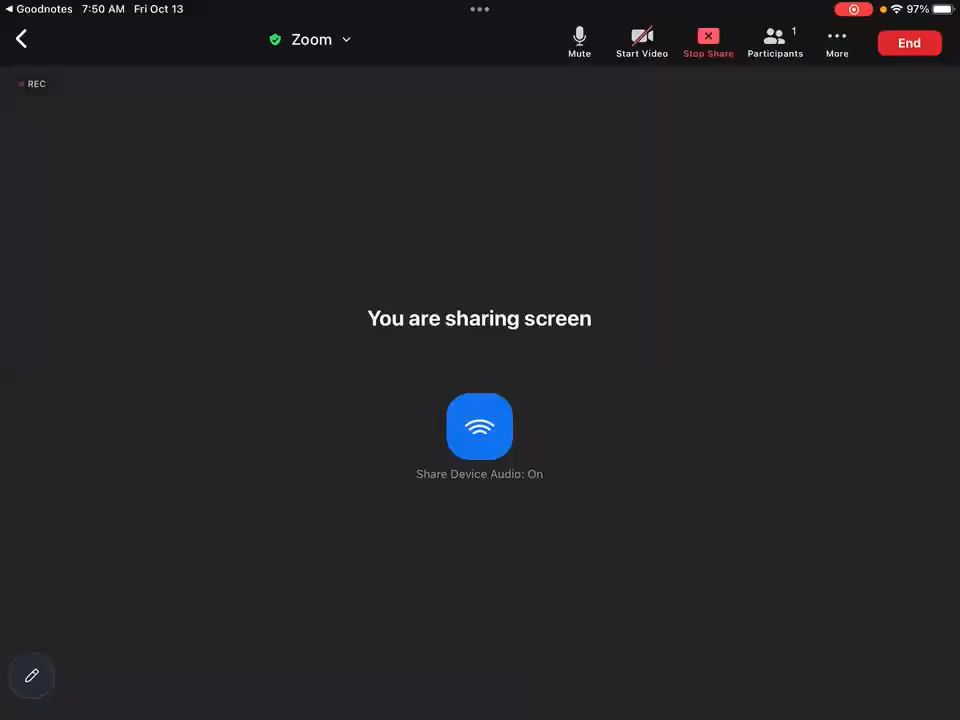 Goodnotes 7:50 AM Fri Oct 13 97%
Zoom
Mute Start Video Stop Share Participants 1 More End
REC
You are sharing screen
Share Device Audio: On